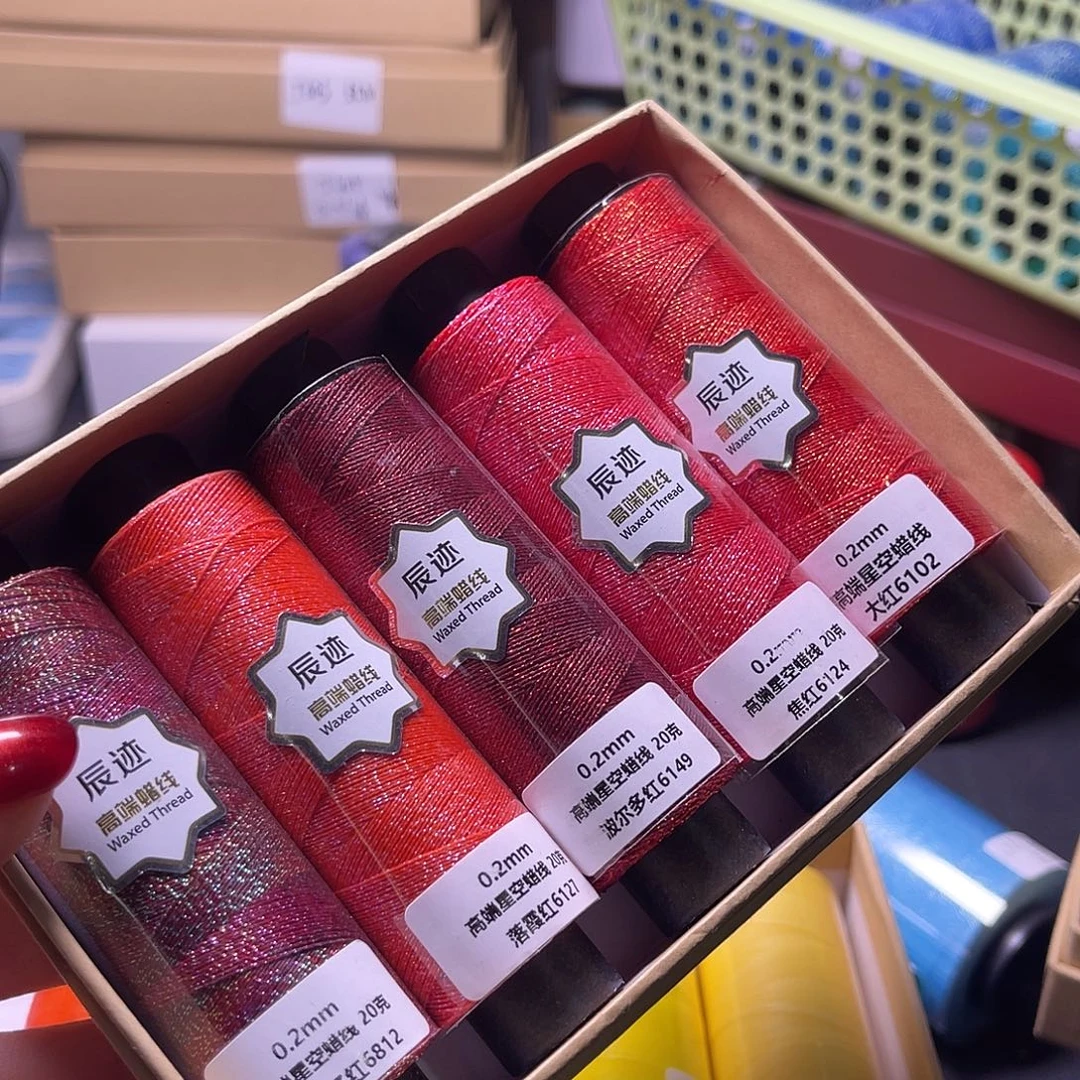 辰迹
高端蜡线
Waxed Thread
0.2mm
星空蜡线 20克
红6812
辰迹
高端蜡线
Waxed Thread
0.2mm
高端星空蜡线 20克
落霞红6127
辰迹
高端蜡线
Waxed Thread
0.2mm
高端星空蜡线 20克
波尔多红6149
辰迹
高端蜡线
Waxed Thread
0.2mm
高端星空蜡线 20克
焦红6124
辰迹
高端蜡线
Waxed Thread
0.2mm
高端星空蜡线
大红6102